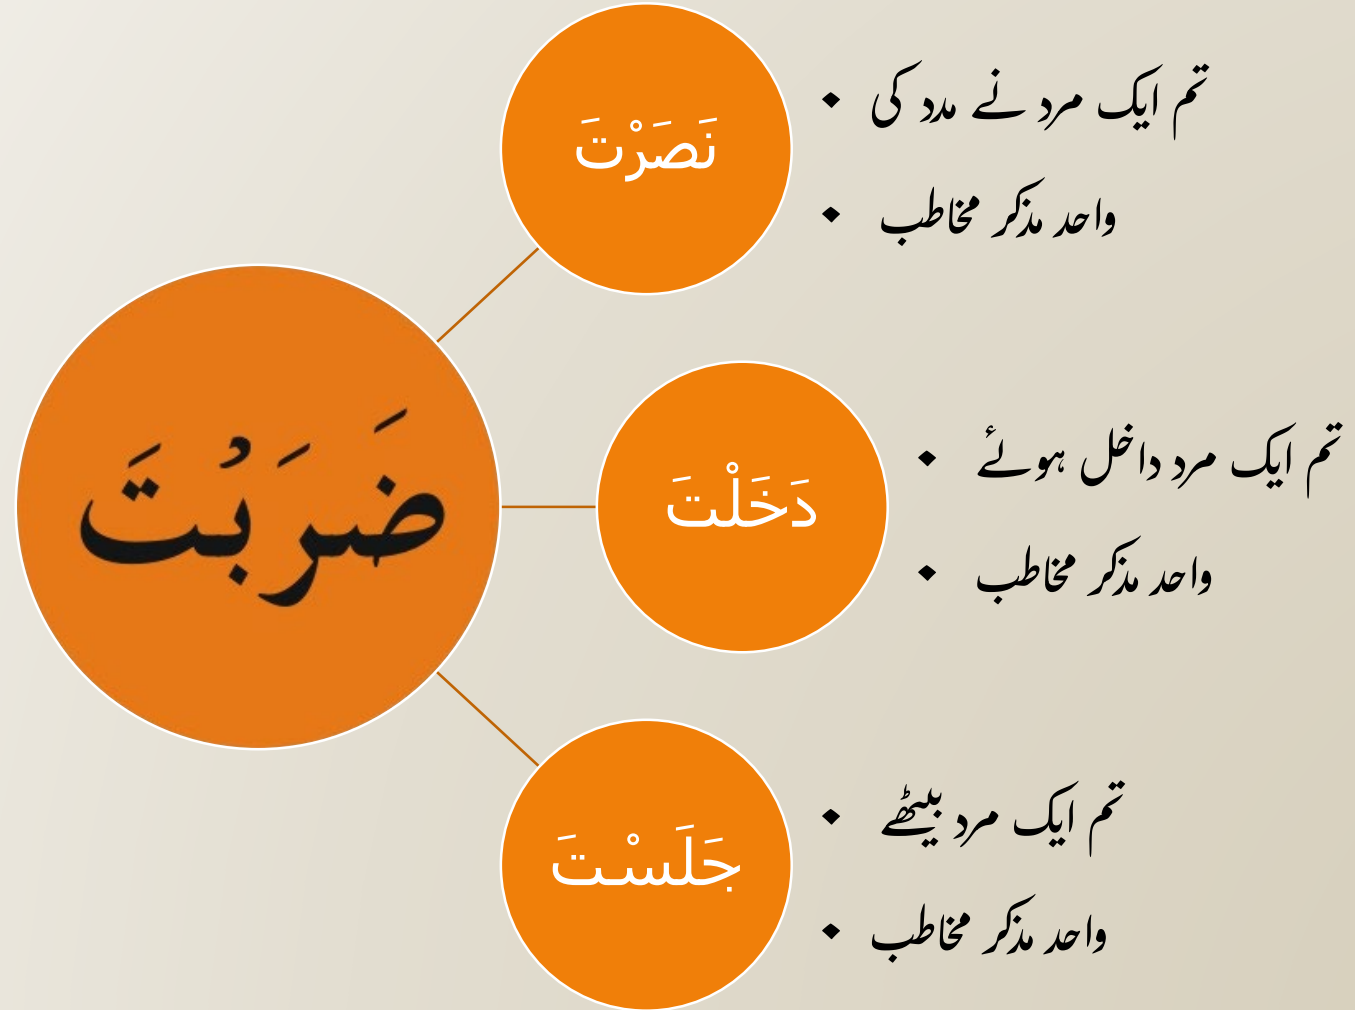 ضَرَبْتَ
نَصَرْتَ
تم ایک مرد نے مدد کی
واحد مذکر مخاطب
دَخَلْتَ
تم ایک مرد داخل ہوئے
واحد مذکر مخاطب
جَلَسْتَ
تم ایک مرد بیٹھے
واحد مذکر مخاطب